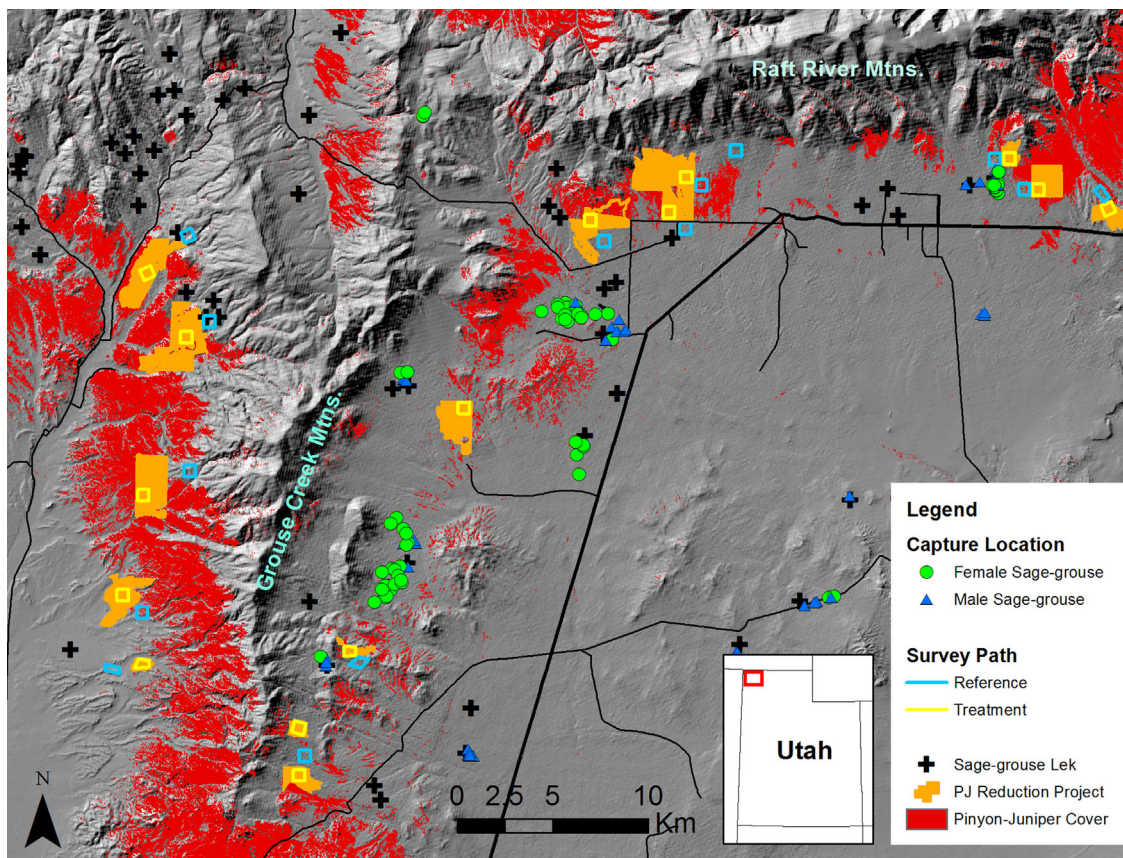 Raft River Mtns.
Grouse Creek Mtns.
Legend
Capture Location
Female Sage-grouse
Male Sage-grouse
Survey Path
Reference
Treatment
Sage-grouse Lek
PJ Reduction Project
Pinyon-Juniper Cover
Utah
N
0 2.5 5 10
Km